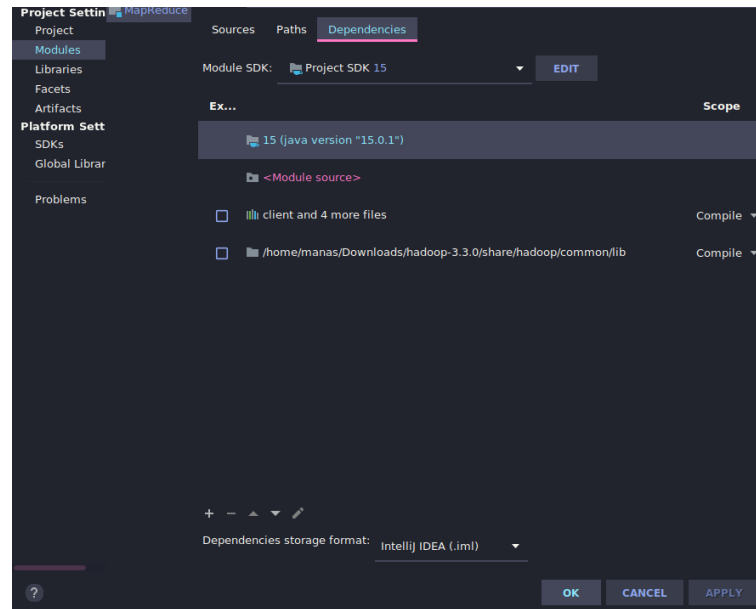 Project Settin
Project
Modules
Libraries
Facets
Artifacts
Platform Sett
SDKs
Global Librar
Problems
MapReduce
Sources Paths Dependencies
Module SDK: Project SDK 15 EDIT
Ex... Scope
15 (java version "15.0.1")
<Module source>
client and 4 more files Compile
/home/manas/Downloads/hadoop-3.3.0/share/hadoop/common/lib Compile
Dependencies storage format: IntelliJ IDEA (.iml)
? OK CANCEL APPLY